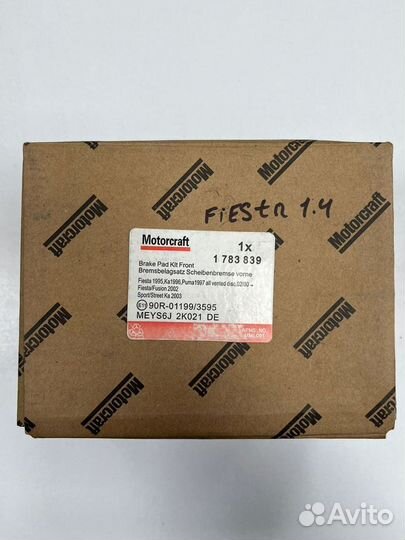 Motorcraft
Motorcraft
FiEStA 1.4
Motorcraft
1x
1 783 839
Brake Pad Kit Front
Bremsbelagsatz Scheibenbremse vorne
Fiesta 1995,Ka1996,Puma1997 all vented disc,02/00→
Fiesta/Fusion 2002
Sport/Street Ka 2003
90R-01199/3595
MEYS6J 2K021 DE
Motorcraft
Motorcraft
Motorcraft
Motorcraft
Avito